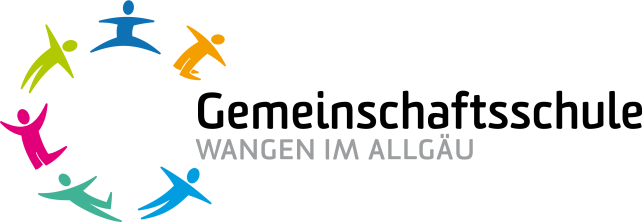 Gemeinschaftsschule
WANGEN IM ALLGÄU